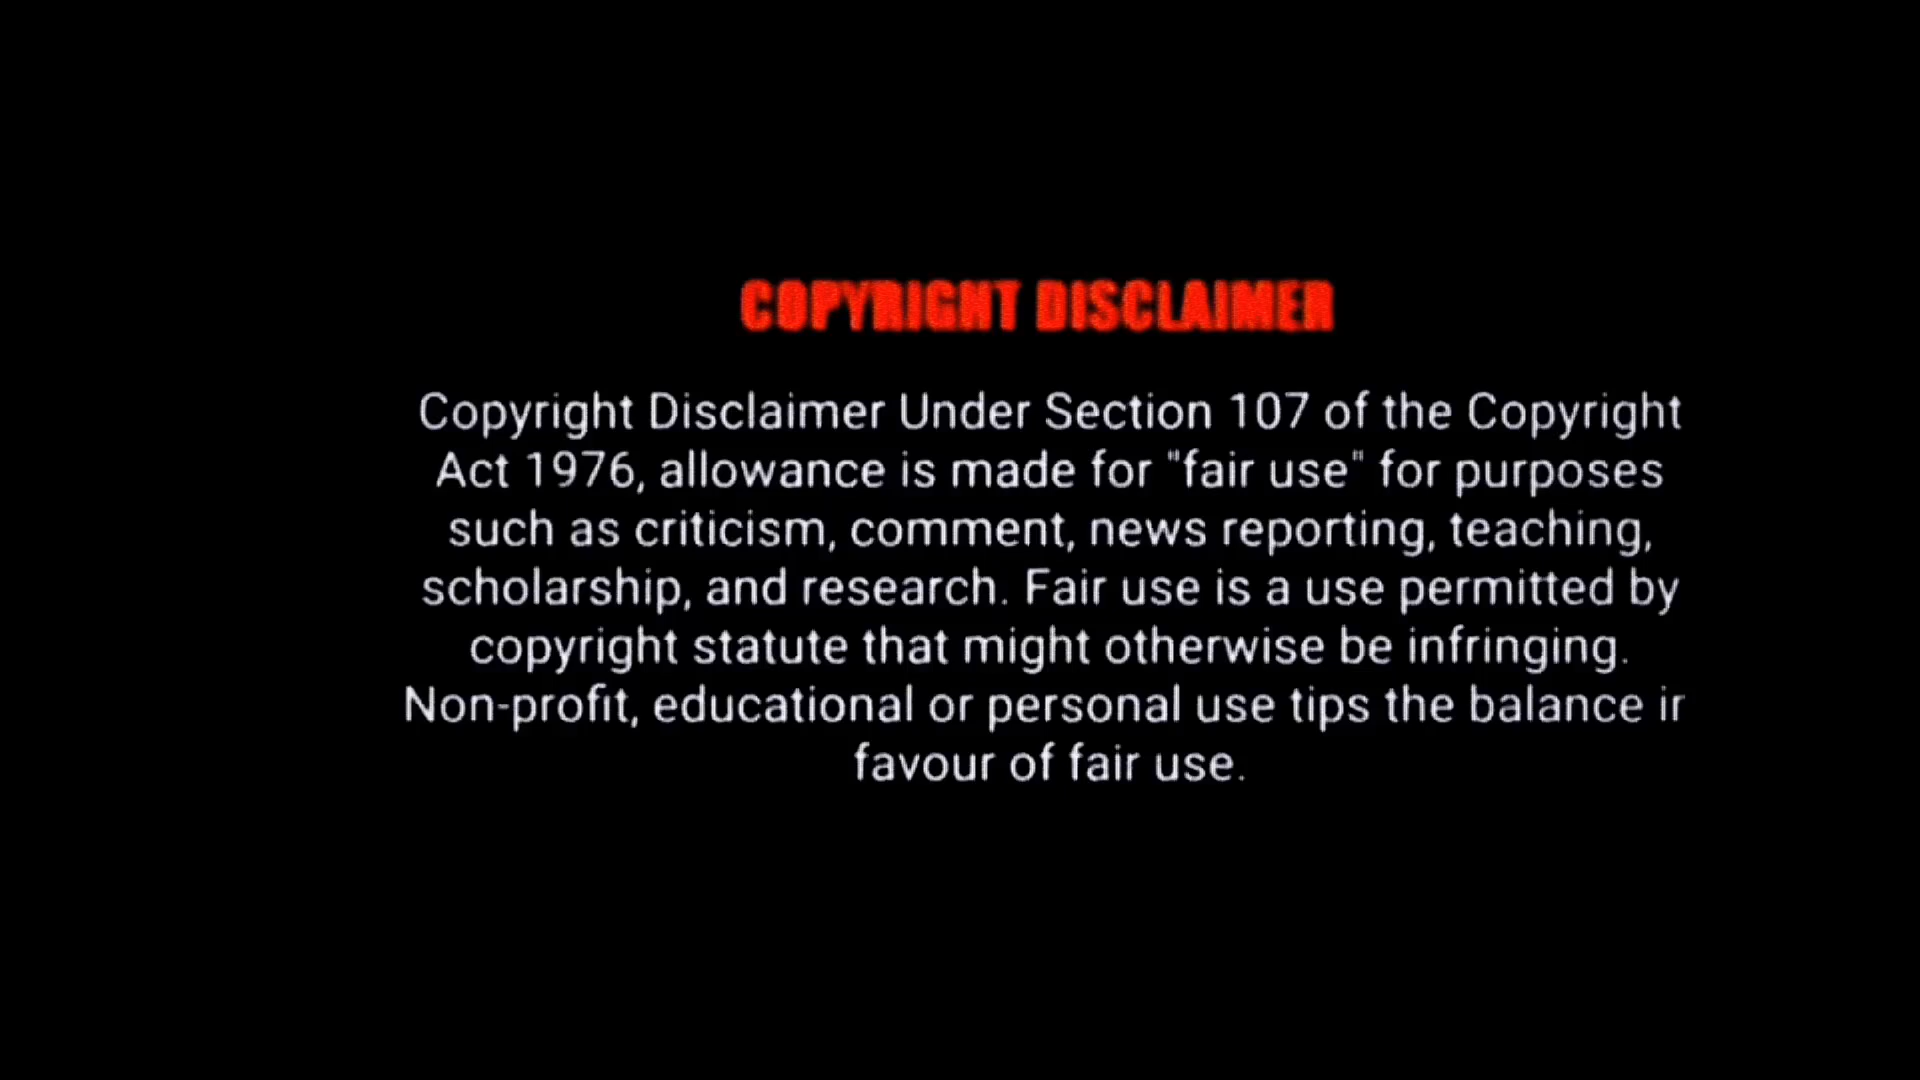 COPYRIGHT DISCLAIMER
Copyright Disclaimer Under Section 107 of the Copyright
Act 1976, allowance is made for "fair use" for purposes
such as criticism, comment, news reporting, teaching,
scholarship, and research. Fair use is a use permitted by
copyright statute that might otherwise be infringing.
Non-profit, educational or personal use tips the balance
favour of fair use.